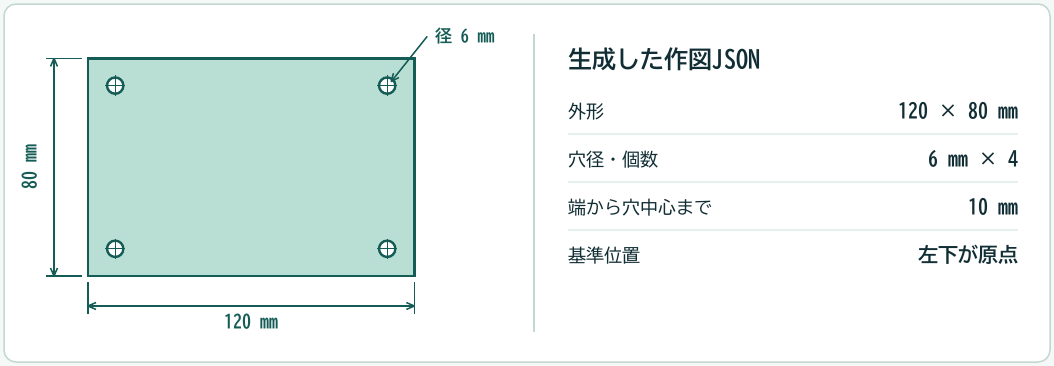 径 6 mm
80 mm
120 mm
生成した作図JSON
外形 120 × 80 mm
穴径・個数 6 mm × 4
端から穴中心まで 10 mm
基準位置 左下が原点